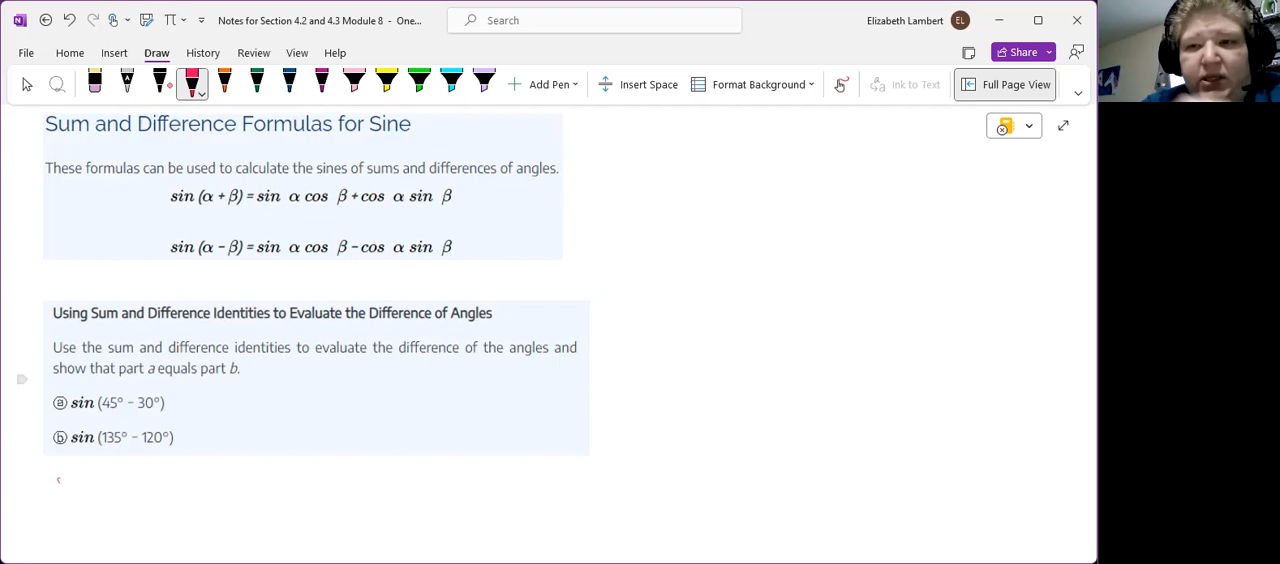 Notes for Section 4.2 and 4.3 Module 8 - One...
Search
Elizabeth Lambert
EL
File Home Insert Draw History Review View Help
Share
Add Pen
Insert Space
Format Background
Ink to Text
Full Page View
Sum and Difference Formulas for Sine
These formulas can be used to calculate the sines of sums and differences of angles.
sin (α + β) = sin α cos β + cos α sin β
sin (α − β) = sin α cos β − cos α sin β
Using Sum and Difference Identities to Evaluate the Difference of Angles
Use the sum and difference identities to evaluate the difference of the angles and
show that part a equals part b.
ⓐ sin (45° − 30°)
ⓑ sin (135° − 120°)